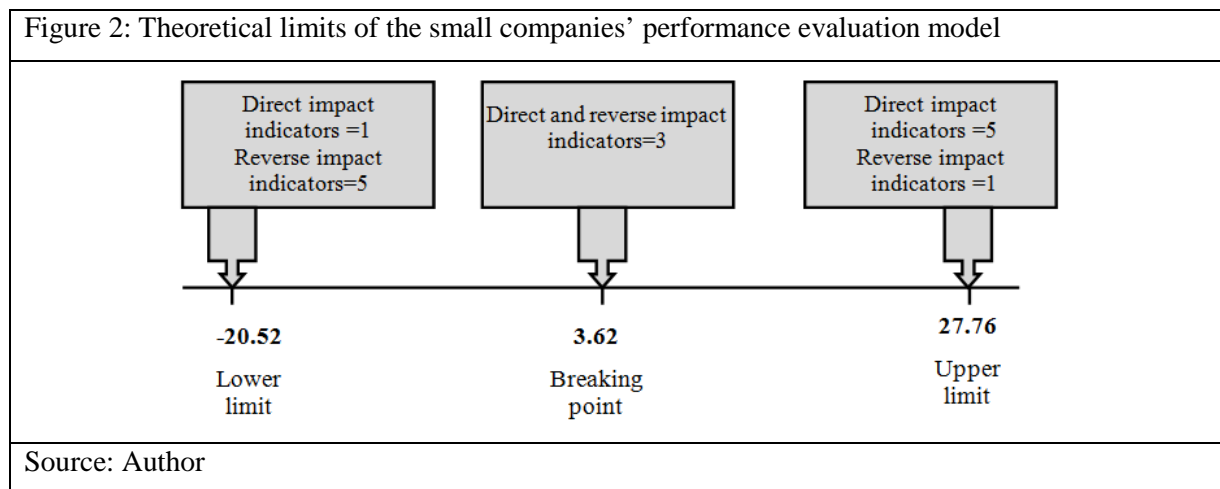 Figure 2: Theoretical limits of the small companies’ performance evaluation model
Direct impact
indicators =1
Reverse impact
indicators=5
Direct and reverse impact
indicators=3
Direct impact
indicators =5
Reverse impact
indicators =1
-20.52
Lower
limit
3.62
Breaking
point
27.76
Upper
limit
Source: Author